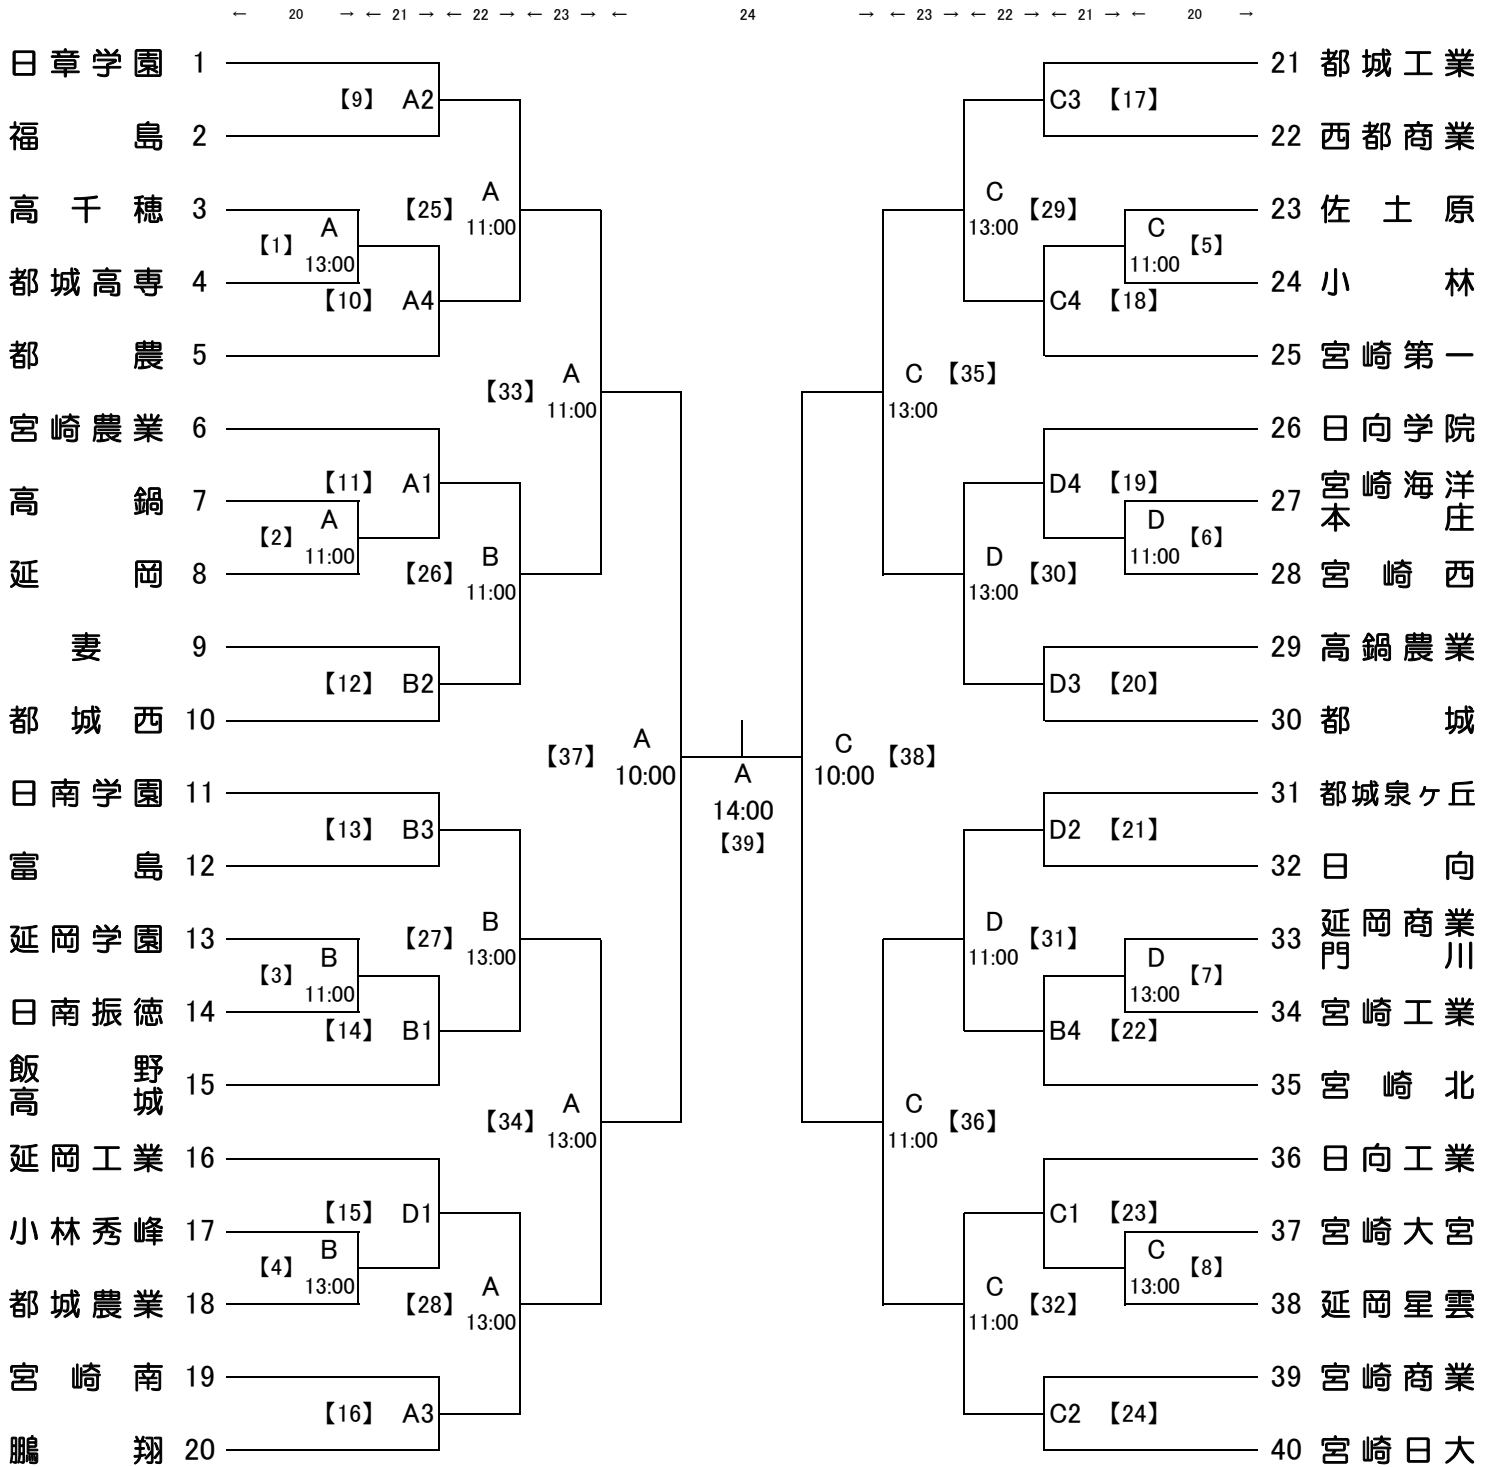 ← 20 → ← 21 → ← 22 → ← 23 → ← 24 → ← 23 → ← 22 → ← 21 → ← 20 →
日章学園 1
【9】 A2
福島 2
高千穂 3
【1】 A
13:00
【25】 A
11:00
都城高専 4
【10】 A4
都農 5
【33】 A
11:00
宮崎農業 6
【11】 A1
高鍋 7
【2】 A
11:00
【26】 B
11:00
延岡 8
妻 9
【12】 B2
都城西 10
【37】 A
10:00
日南学園 11
【13】 B3
富島 12
延岡学園 13
【3】 B
11:00
【27】 B
13:00
日南振徳 14
【14】 B1
飯野
高城 15
【34】 A
13:00
延岡工業 16
【15】 D1
小林秀峰 17
【4】 B
13:00
【28】 A
13:00
都城農業 18
宮崎南 19
【16】 A3
鵬翔 20
A
14:00
【39】
21 都城工業
C3 【17】
22 西都商業
C
13:00 【29】
23 佐土原
C
11:00 【5】
24 小林
C4 【18】
25 宮崎第一
C 【35】
13:00
26 日向学院
D4 【19】
27 宮崎海洋
本庄
D
11:00 【6】
D
13:00 【30】
28 宮崎西
29 高鍋農業
D3 【20】
30 都城
C
10:00 【38】
31 都城泉ヶ丘
D2 【21】
32 日向
33 延岡商業
門川
D
13:00 【7】
D
11:00 【31】
34 宮崎工業
B4 【22】
35 宮崎北
C 【36】
11:00
36 日向工業
C1 【23】
37 宮崎大宮
C
13:00 【8】
C
11:00 【32】
38 延岡星雲
39 宮崎商業
C2 【24】
40 宮崎日大